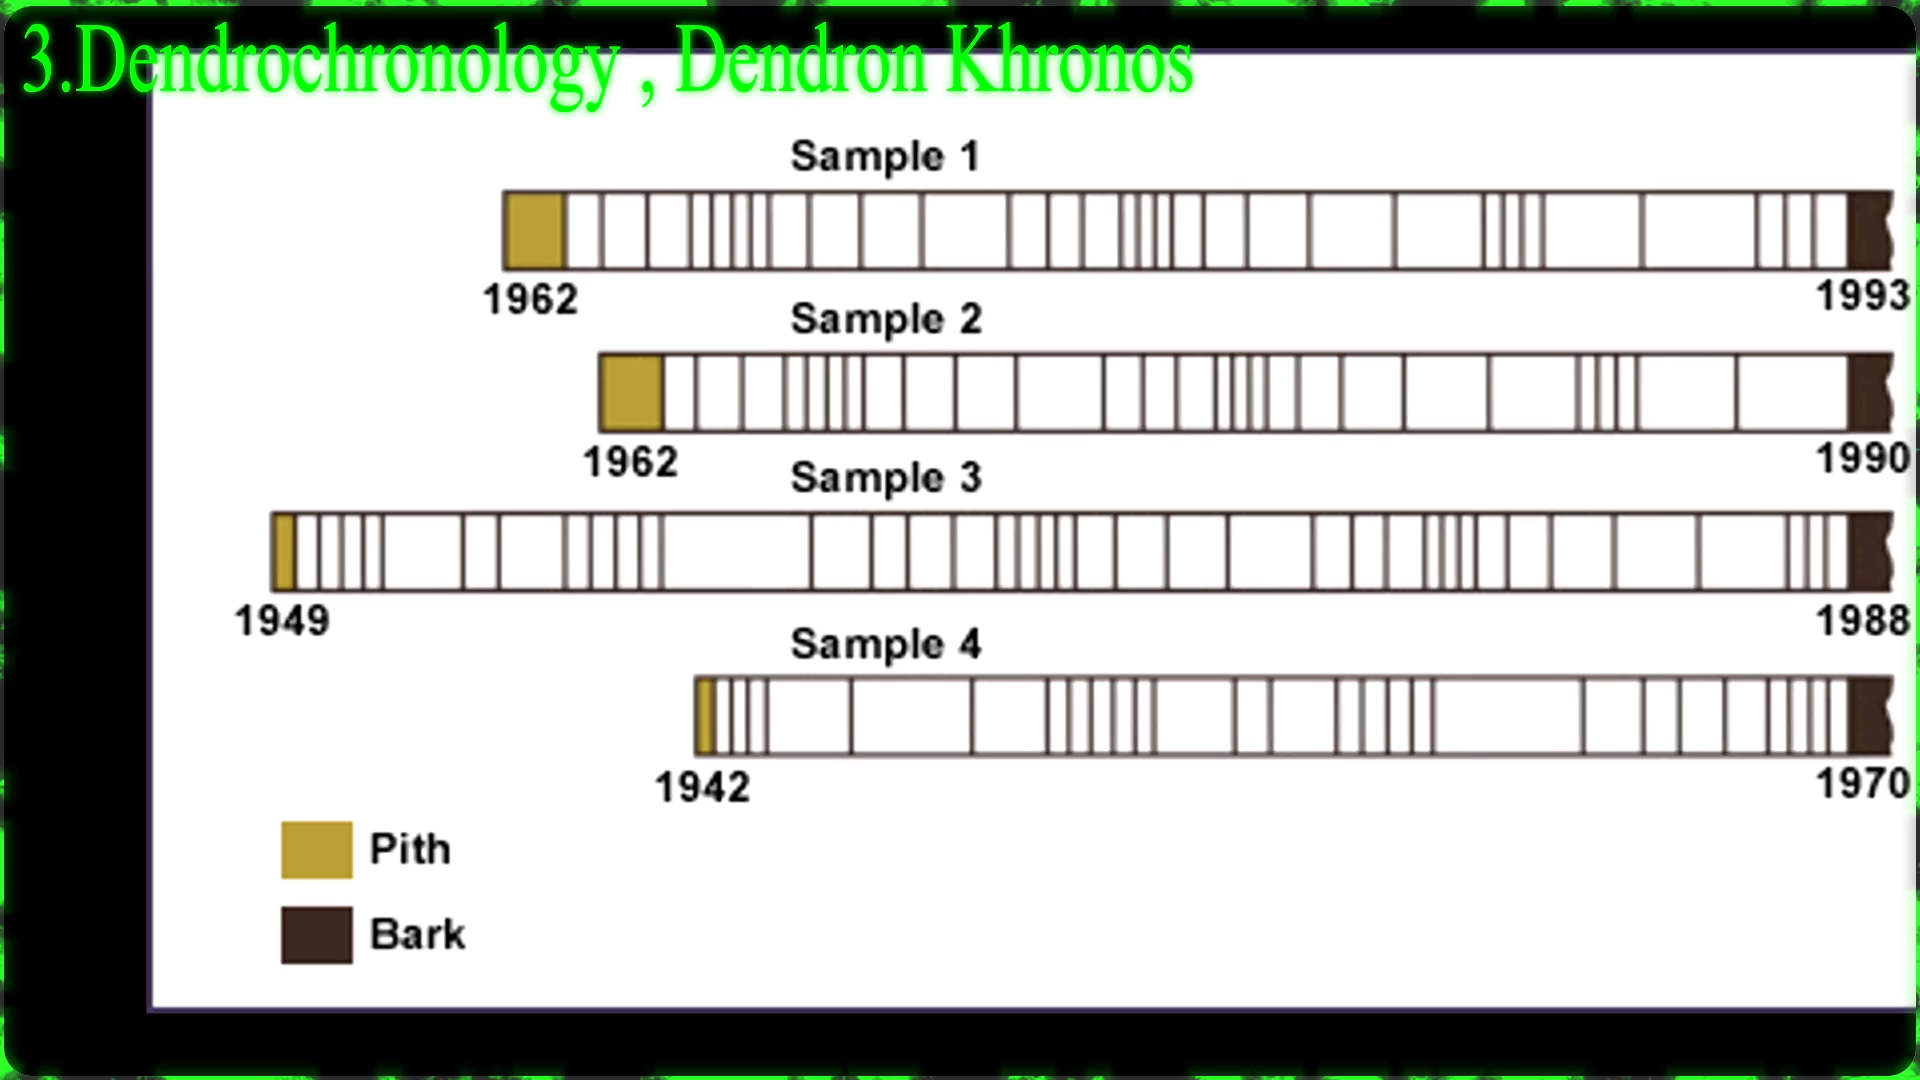 3.Dendrochronology , Dendron Khronos
Sample 1
1962
1993
Sample 2
1962
1990
Sample 3
1949
1988
Sample 4
1942
1970
Pith
Bark